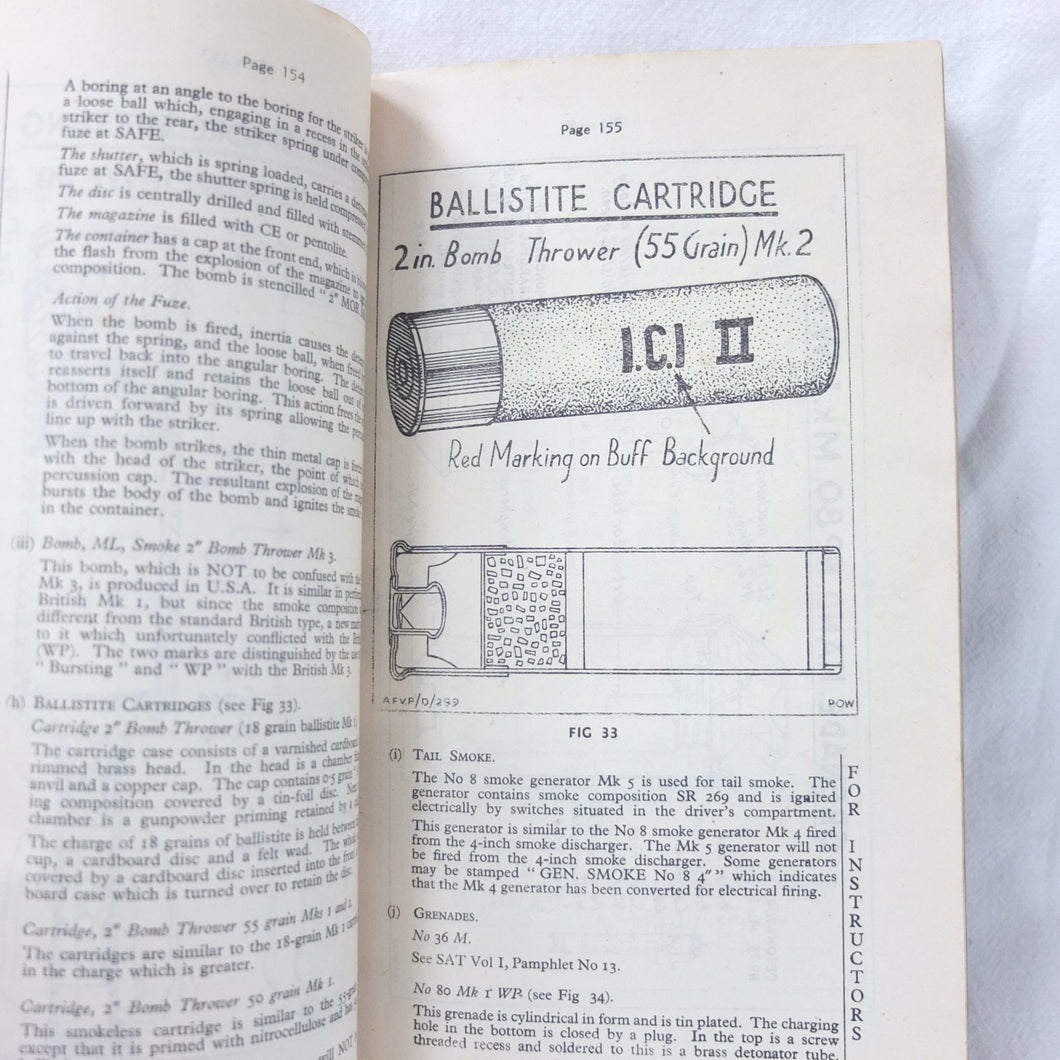 Page 154
A boring at an angle to the boring for the striker
a loose ball which, engaging in a recess in the
striker to the rear, the striker spring under
fuze at SAFE.
The shutter, which is spring loaded, carries a
fuze at SAFE, the shutter spring is held compressed
The disc is centrally drilled and filled with
The magazine is filled with CE or pentolite.
The container has a cap at the front end, which is
the flash from the explosion of the magazine to
composition. The bomb is stencilled “ 2" MOR
Action of the Fuze.
When the bomb is fired, inertia causes the
against the spring, and the loose ball, when freed
to travel back into the angular boring. The
reasserts itself and retains the loose ball out of
bottom of the angular boring. This action frees the
is driven forward by its spring allowing the
line up with the striker.
When the bomb strikes, the thin metal cap is
with the head of the striker, the point of which
percussion cap. The resultant explosion of the
bursts the body of the bomb and ignites the smoke
in the container.
(iii) Bomb, ML, Smoke 2" Bomb Thrower Mk 3.
This bomb, which is NOT to be confused with the
Mk 3, is produced in U.S.A. It is similar in
British Mk 1, but since the smoke composition
different from the standard British type, a new
to it which unfortunately conflicted with the
(WP). The two marks are distinguished by the
“ Bursting ” and “ WP ” with the British Mk 3.
(h) BALLISTITE CARTRIDGES (see Fig 33).
Cartridge 2" Bomb Thrower (18 grain ballistite
The cartridge case consists of a varnished cardboard
rimmed brass head. In the head is a chamber
anvil and a copper cap. The cap contains 0·5 grain
ing composition covered by a tin-foil disc.
chamber is a gunpowder priming retained by
The charge of 18 grains of ballistite is held between
cup, a cardboard disc and a felt wad. The
covered by a cardboard disc inserted into the
board case which is turned over to retain the disc.
Cartridge, 2" Bomb Thrower 55 grain Mks 1 and 2.
The cartridges are similar to the 18-grain Mk 1
in the charge which is greater.
Cartridge, 2" Bomb Thrower 50 grain Mk 1.
This smokeless cartridge is similar to the
except that it is primed with nitrocellulose and
will NOT
Page 155
BALLISTITE CARTRIDGE
2 in. Bomb Thrower (55 Grain) Mk. 2
I.C.I II
Red Marking on Buff Background
A.F.V.P/D/299
POW
FIG 33
(i) TAIL SMOKE.
The No 8 smoke generator Mk 5 is used for tail smoke. The
generator contains smoke composition SR 269 and is ignited
electrically by switches situated in the driver's compartment.
This generator is similar to the No 8 smoke generator Mk 4 fired
from the 4-inch smoke discharger. The Mk 5 generator will not
be fired from the 4-inch smoke discharger. Some generators
may be stamped “ GEN. SMOKE No 8 4" ” which indicates
that the Mk 4 generator has been converted for electrical firing.
(j) GRENADES.
No 36 M.
See SAT Vol I, Pamphlet No 13.
No 80 Mk 1 WP (see Fig 34).
This grenade is cylindrical in form and is tin plated. The charging
hole in the bottom is closed by a plug. In the top is a screw
threaded recess and soldered to this is a brass detonator tube.
FOR INSTRUCTORS